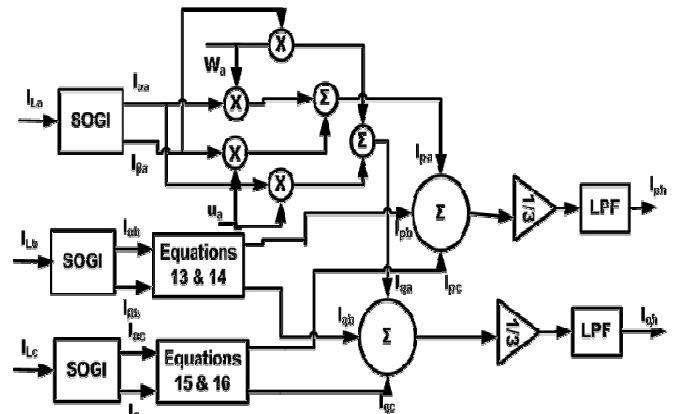 X
Wa
Iαa
ILa
X
Σ
SOGI
Σ
Iβa
X
Ipa
X
ua
Σ
1/3
LPF
Iph
ILb
Iαb
Ipb
SOGI
Equations
13 & 14
Iqa
Ipc
Iβb
Iαc
Iqb
ILc
Σ
1/3
LPF
Iqh
SOGI
Equations
15 & 16
Iqc